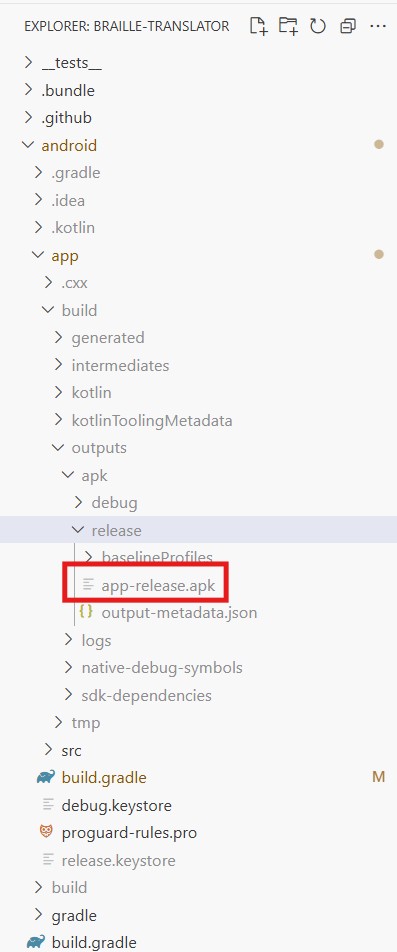 EXPLORER: BRAILLE-TRANSLATOR
__tests__
.bundle
.github
android
.gradle
.idea
.kotlin
app
.cxx
build
generated
intermediates
kotlin
kotlinToolingMetadata
outputs
apk
debug
release
baselineProfiles
app-release.apk
{} output-metadata.json
logs
native-debug-symbols
sdk-dependencies
tmp
src
build.gradle M
debug.keystore
proguard-rules.pro
release.keystore
build
gradle
build.gradle